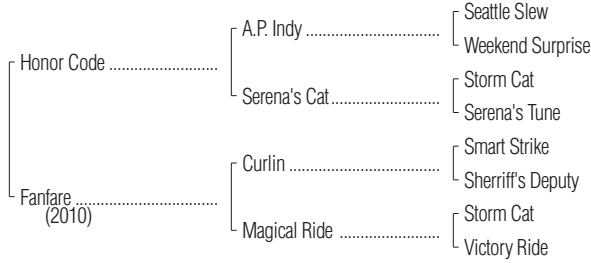 Seattle Slew
A.P. Indy ..............................
Weekend Surprise
Honor Code ........................
Storm Cat
Serena's Cat........................
Serena's Tune
Smart Strike
Curlin ..................................
Sherriff's Deputy
Fanfare ................................
(2010)
Storm Cat
Magical Ride ......................
Victory Ride